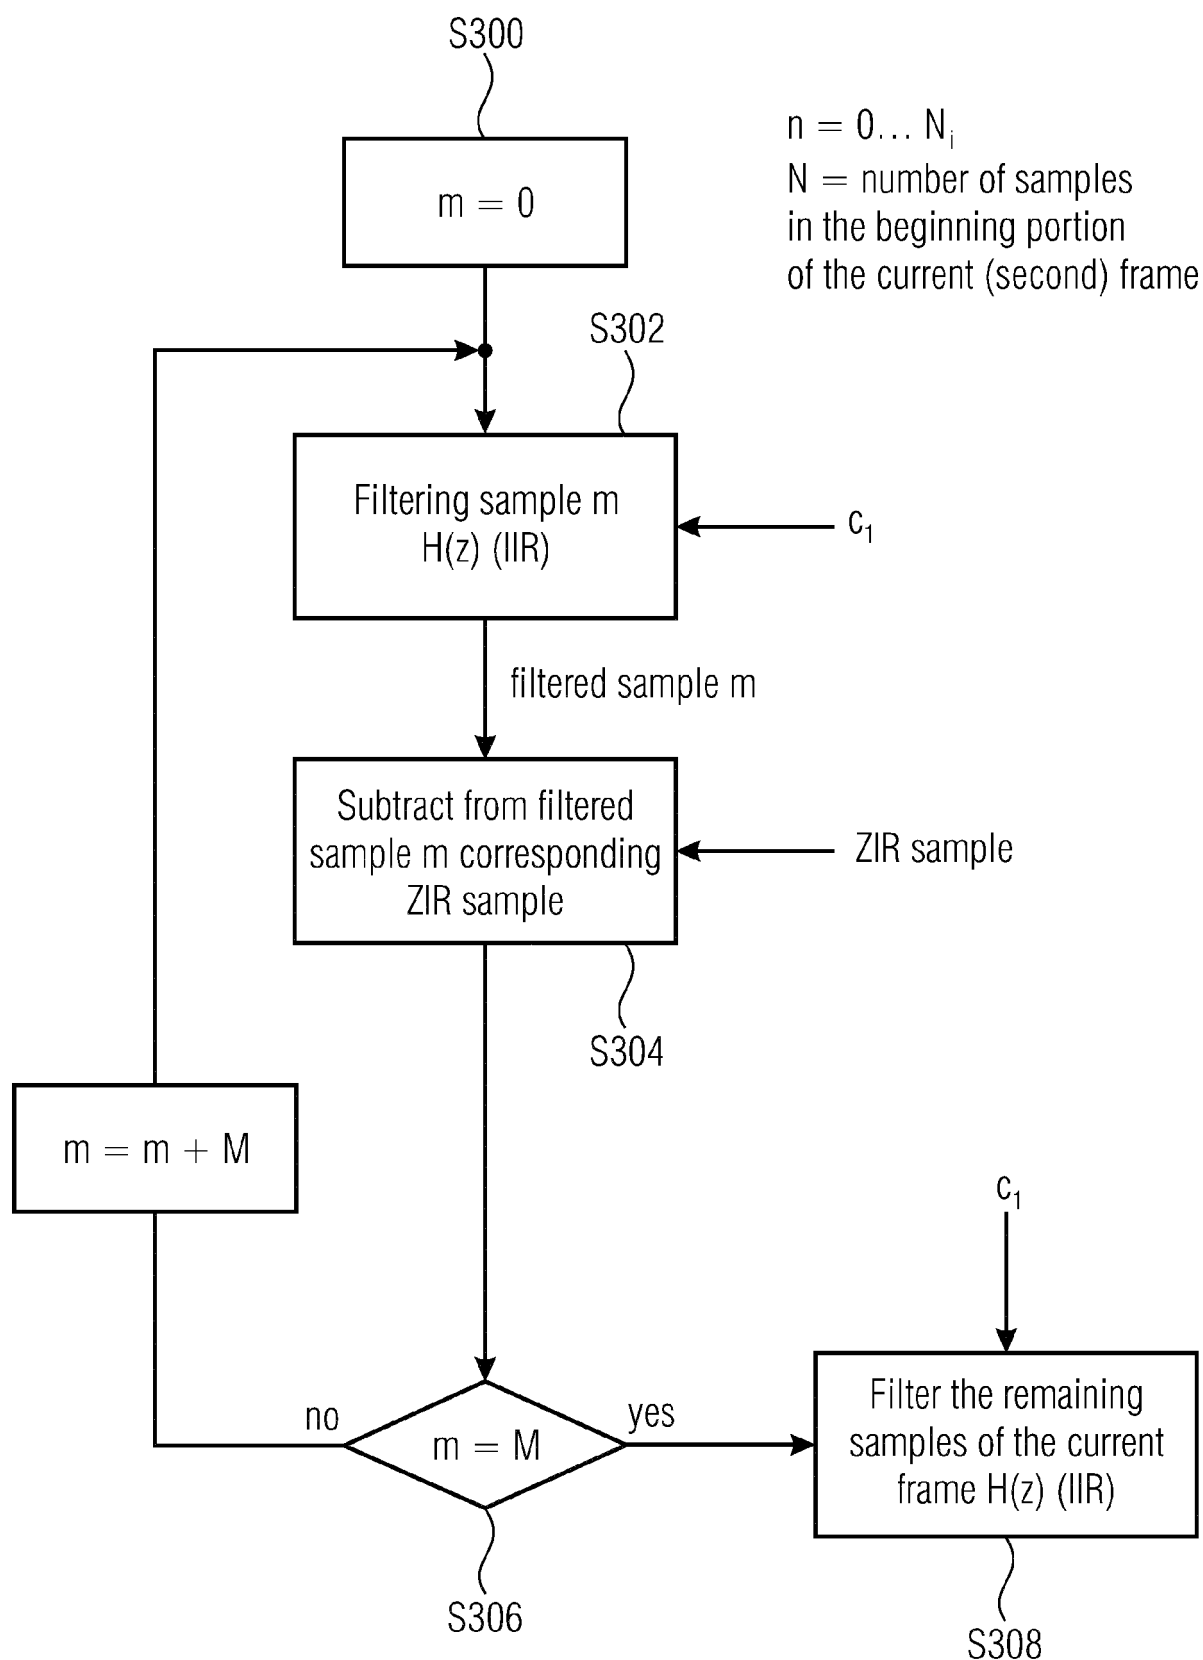 S300
m = 0
n = 0... Nj
N = number of samples
in the beginning portion
of the current (second) frame
S302
Filtering sample m
H(z) (IIR)
c1
filtered sample m
Subtract from filtered
sample m corresponding
ZIR sample
ZIR sample
S304
m = m + M
c1
no
m = M
yes
Filter the remaining
samples of the current
frame H(z) (IIR)
S306
S308